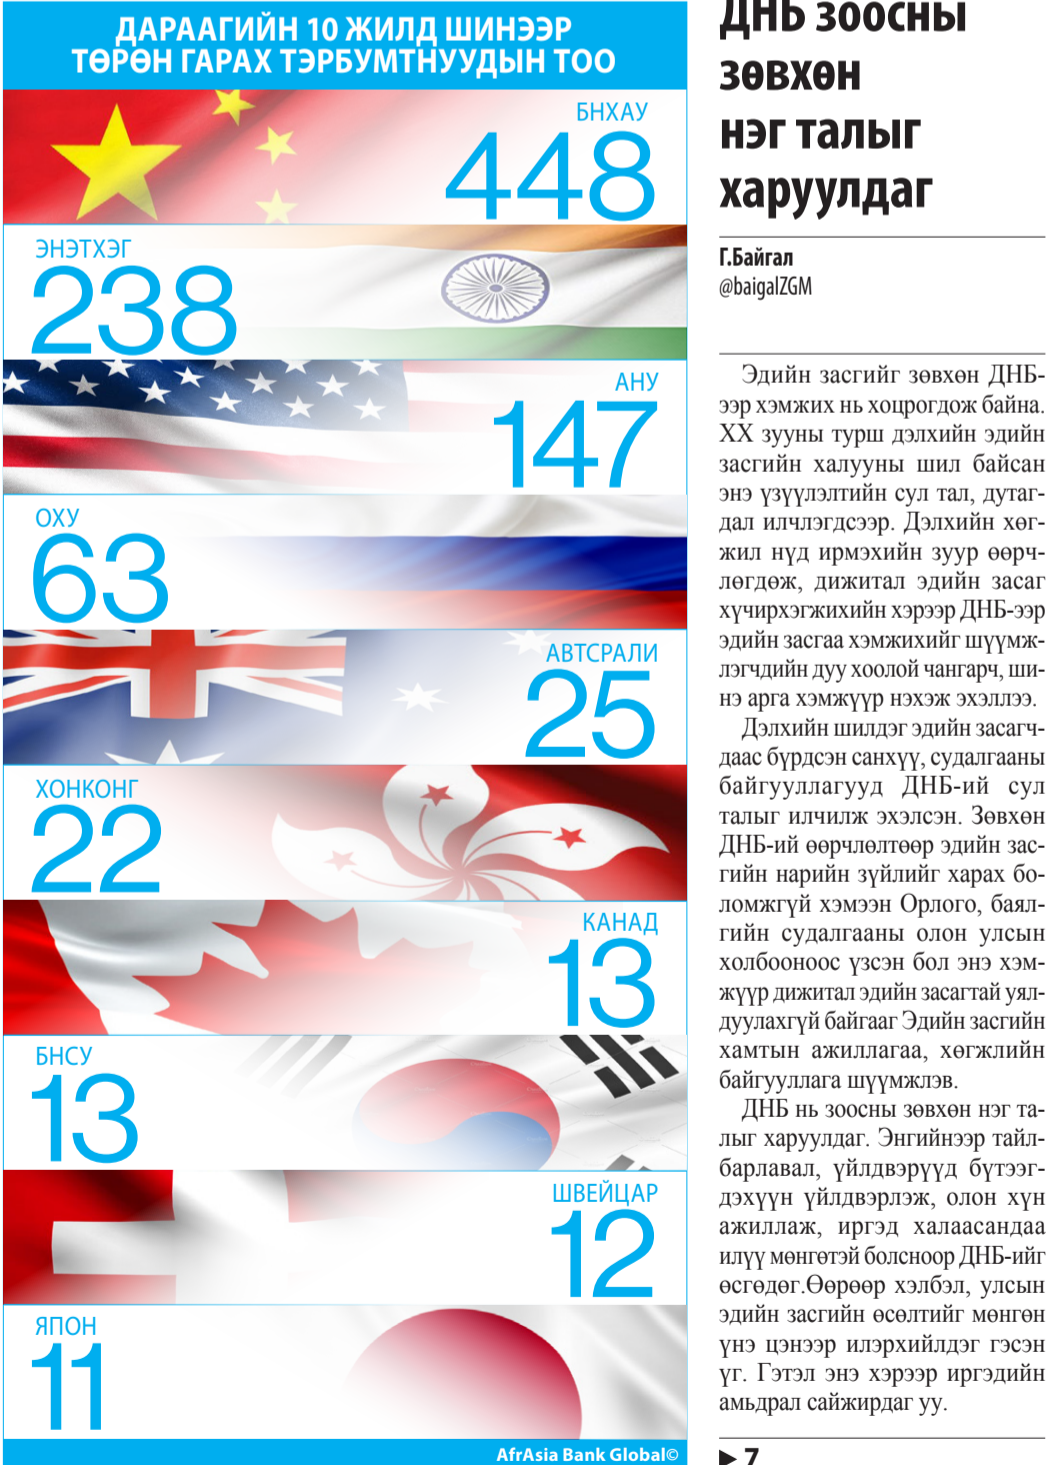 ДАРААГИЙН 10 ЖИЛД ШИНЭЭР
ТӨРӨН ГАРАХ ТЭРБУМТНУУДЫН ТОО
БНХАУ
448
ЭНЭТХЭГ
238
АНУ
147
ОХУ
63
АВТСРАЛИ
25
ХОНКОНГ
22
КАНАД
13
БНСУ
13
ШВЕЙЦАР
12
ЯПОН
11
AfrAsia Bank Global©
ДНБ зоосны
зөвхөн
нэг талыг
харуулдаг
Г.Байгал
@baigalZGM
Эдийн засгийг зөвхөн ДНБ-
ээр хэмжих нь хоцрогдож байна.
XX зууны турш дэлхийн эдийн
засгийн халууны шил байсан
энэ үзүүлэлтийн сул тал, дутаг-
дал илчлэгдсээр. Дэлхийн хөг-
жил нүд ирмэхийн зуур өөрч-
лөгдөж, дижитал эдийн засаг
хүчирхэгжихийн хэрээр ДНБ-ээр
эдийн засгаа хэмжихийг шүүмж-
лэгчдийн дуу хоолой чангарч, ши-
нэ арга хэмжүүр нэхэж эхэллээ.
Дэлхийн шилдэг эдийн засагч-
даас бүрдсэн санхүү, судалгааны
байгууллагууд ДНБ-ий сул
талыг илчилж эхэлсэн. Зөвхөн
ДНБ-ий өөрчлөлтөөр эдийн зас-
гийн нарийн зүйлийг харах бо-
ломжгүй хэмээн Орлого, баял-
гийн судалгааны олон улсын
холбооноос үзсэн бол энэ хэм-
жүүр дижитал эдийн засагтай уял-
дуулахгүй байгааг Эдийн засгийн
хамтын ажиллагаа, хөгжлийн
байгууллага шүүмжлэв.
ДНБ нь зоосны зөвхөн нэг та-
лыг харуулдаг. Энгийнээр тайл-
барлавал, үйлдвэрүүд бүтээг-
дэхүүн үйлдвэрлэж, олон хүн
ажиллаж, иргэд халаасандаа
илүү мөнгөтэй болсноор ДНБ-ийг
өсгөдөг.Өөрөөр хэлбэл, улсын
эдийн засгийн өсөлтийг мөнгөн
үнэ цэнээр илэрхийлдэг гэсэн
үг. Гэтэл энэ хэрээр иргэдийн
амьдрал сайжирдаг уу.
▶ 7